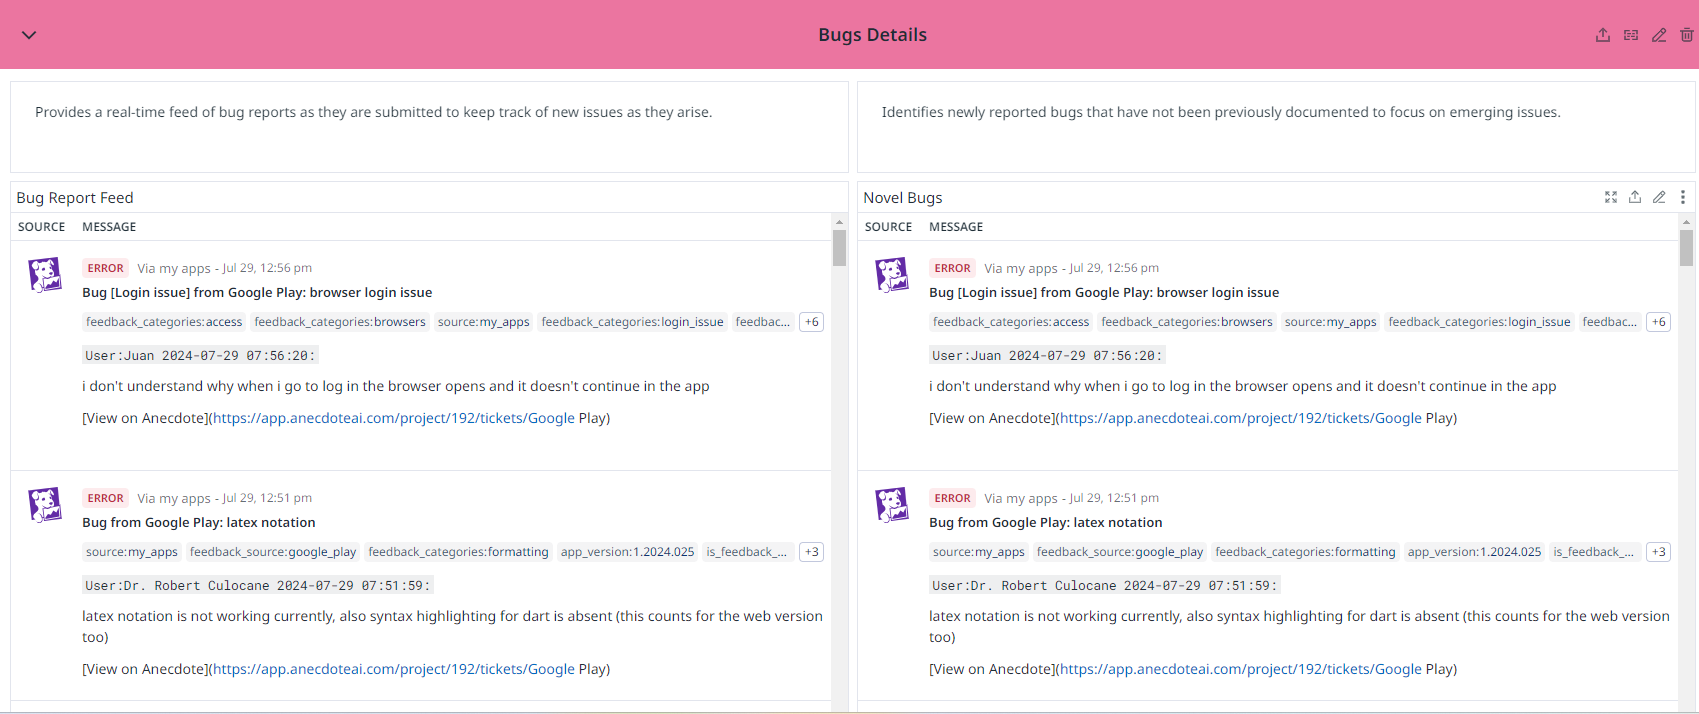 Bugs Details
Provides a real-time feed of bug reports as they are submitted to keep track of new issues as they arise.
Identifies newly reported bugs that have not been previously documented to focus on emerging issues.
Bug Report Feed
SOURCE MESSAGE
ERROR Via my apps - Jul 29, 12:56 pm
Bug [Login issue] from Google Play: browser login issue
feedback_categories:access feedback_categories:browsers source:my_apps feedback_categories:login_issue feedbac... +6
User:Juan 2024-07-29 07:56:20:
i don't understand why when i go to log in the browser opens and it doesn't continue in the app
[View on Anecdote](https://app.anecdoteai.com/project/192/tickets/Google Play)
ERROR Via my apps - Jul 29, 12:51 pm
Bug from Google Play: latex notation
source:my_apps feedback_source:google_play feedback_categories:formatting app_version:1.2024.025 is_feedback_... +3
User:Dr. Robert Culocane 2024-07-29 07:51:59:
latex notation is not working currently, also syntax highlighting for dart is absent (this counts for the web version
too)
[View on Anecdote](https://app.anecdoteai.com/project/192/tickets/Google Play)
Novel Bugs
SOURCE MESSAGE
ERROR Via my apps - Jul 29, 12:56 pm
Bug [Login issue] from Google Play: browser login issue
feedback_categories:access feedback_categories:browsers source:my_apps feedback_categories:login_issue feedbac... +6
User:Juan 2024-07-29 07:56:20:
i don't understand why when i go to log in the browser opens and it doesn't continue in the app
[View on Anecdote](https://app.anecdoteai.com/project/192/tickets/Google Play)
ERROR Via my apps - Jul 29, 12:51 pm
Bug from Google Play: latex notation
source:my_apps feedback_source:google_play feedback_categories:formatting app_version:1.2024.025 is_feedback_... +3
User:Dr. Robert Culocane 2024-07-29 07:51:59:
latex notation is not working currently, also syntax highlighting for dart is absent (this counts for the web version
too)
[View on Anecdote](https://app.anecdoteai.com/project/192/tickets/Google Play)